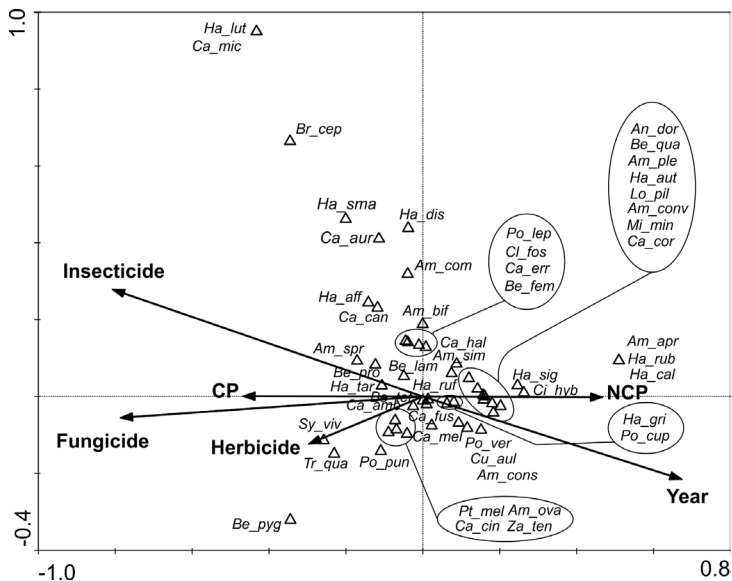 1.0
Ha_lut
Ca_mic
Br_cep
Ha_sma
Ha_dis
Ca_aur
Am_com
Insecticide
Ha_aff
Ca_can
Am_bif
Po_lep
Cl_fos
Ca_err
Be_fem
An_dor
Be_qua
Am_ple
Ha_aut
Lo_pil
Am_conv
Mi_min
Ca_cor
Ca_hal
Am_spr
Am_sim
Be_pro
Be_lam
Ha_tar
Ha_ruf
Ha_sig
Ci_hyb
Am_apr
Ha_rub
Ha_cal
CP
NCP
Ca_am
Ca_fus
Ha_gri
Po_cup
Fungicide
Herbicide
Sy_viv
Ca_mel
Po_ver
Cu_aul
Am_cons
Tr_qua
Po_pun
Year
Be_pyg
Pt_mel Am_ova
Ca_cin Za_ten
-0.4
-1.0
0.8